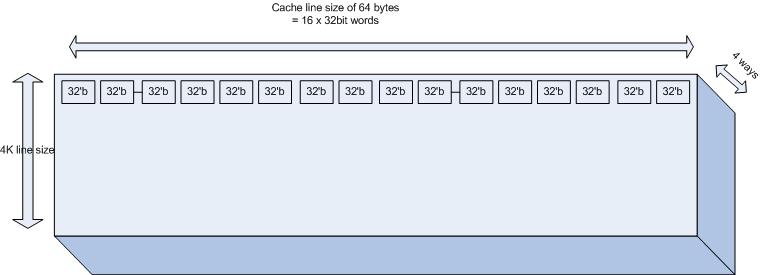 Cache line size of 64 bytes
= 16 x 32bit words
4 ways
32'b 32'b 32'b 32'b 32'b 32'b 32'b 32'b 32'b 32'b 32'b 32'b 32'b 32'b 32'b 32'b
4K line size